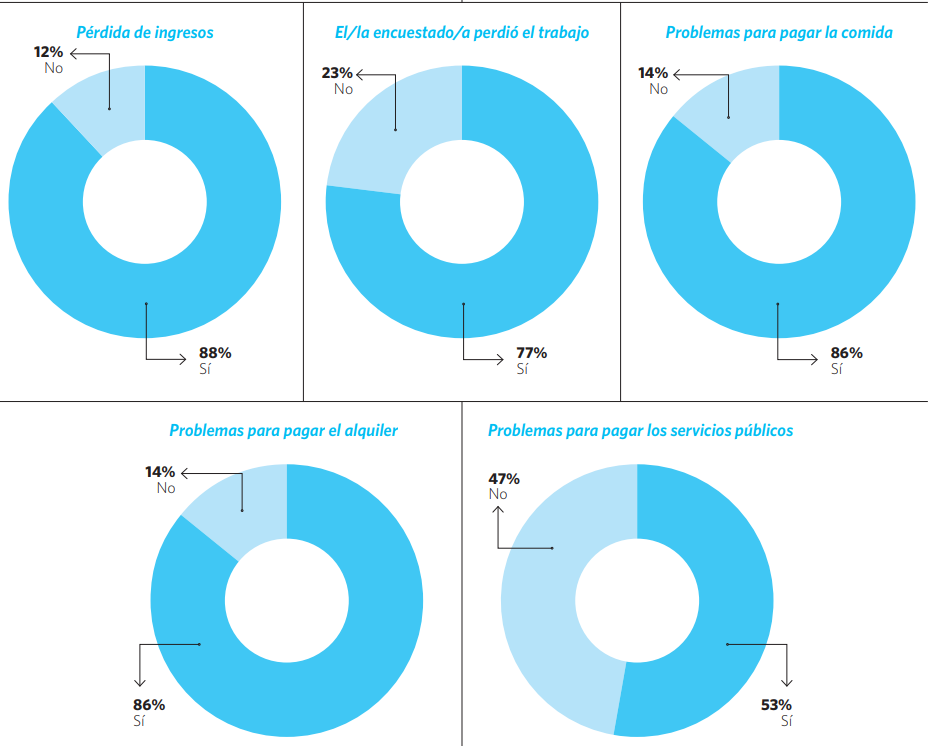 Pérdida de ingresos
12%
No
88%
Sí
El/la encuestado/a perdió el trabajo
23%
No
77%
Sí
Problemas para pagar la comida
14%
No
86%
Sí
Problemas para pagar el alquiler
14%
No
86%
Sí
Problemas para pagar los servicios públicos
47%
No
53%
Sí